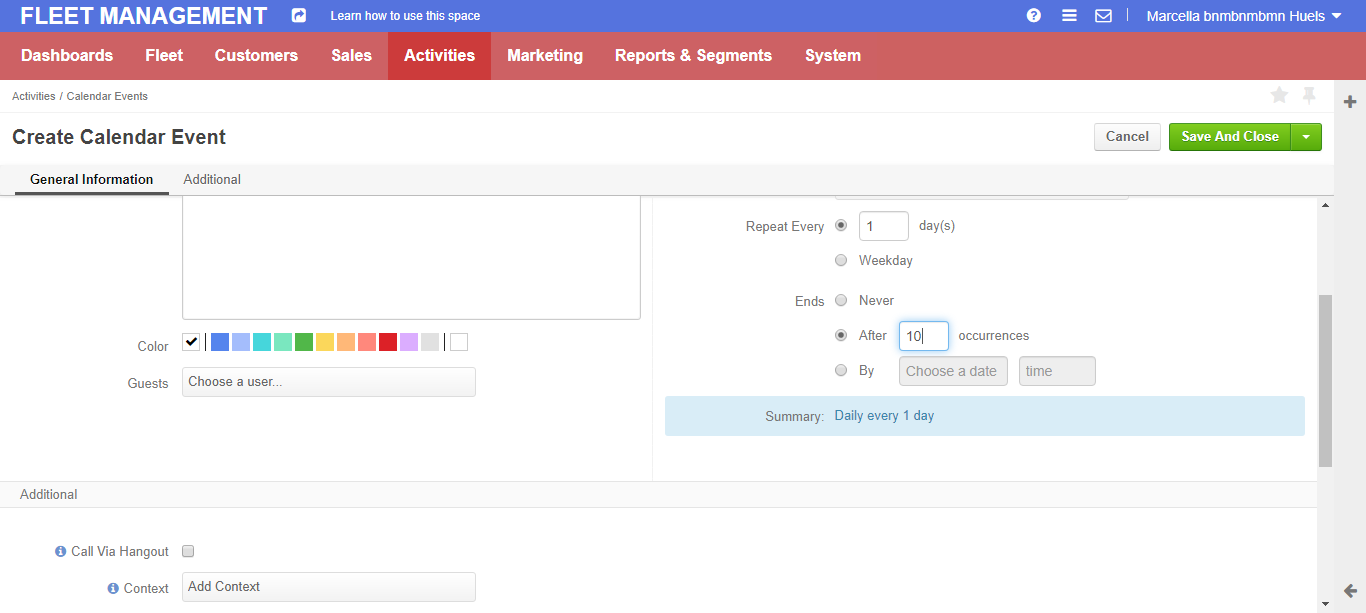 FLEET MANAGEMENT Learn how to use this space Marcella bnmbnmbmn Huels
Dashboards Fleet Customers Sales Activities Marketing Reports & Segments System
Activities / Calendar Events
Create Calendar Event Cancel Save And Close
General Information Additional
Repeat Every 1 day(s)
Weekday
Ends Never
After 10 occurrences
By Choose a date time
Summary: Daily every 1 day
Color
Guests Choose a user...
Additional
Call Via Hangout
Context Add Context